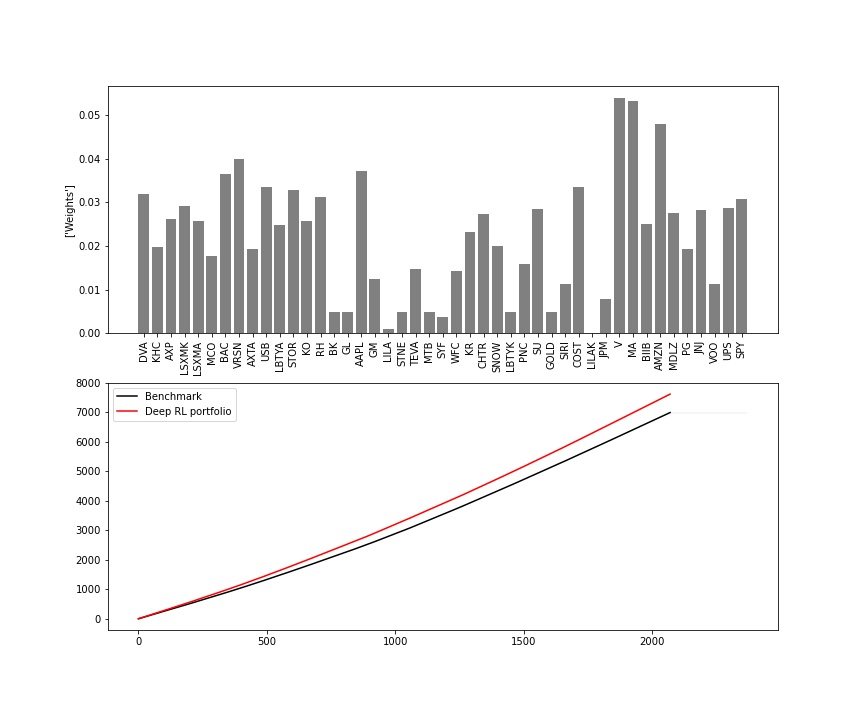 ['Weights']
0.05
0.04
0.03
0.02
0.01
0.00
DVA
KHC
AXP
LSXMK
LSXMA
MCO
BAC
VRSN
AXTA
USB
LBTYA
STOR
KO
RH
BK
GL
AAPL
GM
LILA
STNE
TEVA
MTB
SYF
WFC
KR
CHTR
SNOW
LBTYK
PNC
SU
GOLD
SIRI
COST
LILAK
JPM
V
MA
BIIB
AMZN
MDLZ
PG
JNJ
VOO
UPS
SPY
8000
7000
6000
5000
4000
3000
2000
1000
0
Benchmark
Deep RL portfolio
0 500 1000 1500 2000